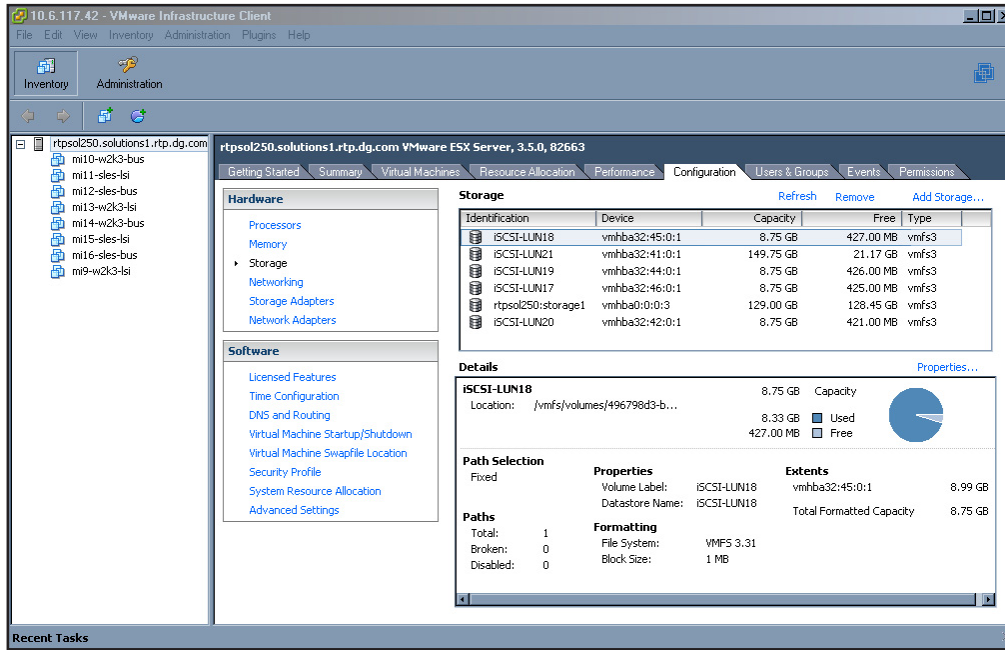 10.6.117.42 - VMware Infrastructure Client
File Edit View Inventory Administration Plugins Help
Inventory Administration
rtpsol250.solutions1.rtp.dg.com
mi10-w2k3-bus
mi11-sles-lsi
mi12-sles-bus
mi13-w2k3-lsi
mi14-w2k3-bus
mi15-sles-lsi
mi16-sles-bus
mi9-w2k3-lsi
rtpsol250.solutions1.rtp.dg.com VMware ESX Server, 3.5.0, 82663
Getting Started Summary Virtual Machines Resource Allocation Performance Configuration Users & Groups Events Permissions
Hardware
Processors
Memory
Storage
Networking
Storage Adapters
Network Adapters
Software
Licensed Features
Time Configuration
DNS and Routing
Virtual Machine Startup/Shutdown
Virtual Machine Swapfile Location
Security Profile
System Resource Allocation
Advanced Settings
Storage Refresh Remove Add Storage...
Identification Device Capacity Free Type
iSCSI-LUN18 vmhba32:45:0:1 8.75 GB 427.00 MB vmfs3
iSCSI-LUN21 vmhba32:41:0:1 149.75 GB 21.17 GB vmfs3
iSCSI-LUN19 vmhba32:44:0:1 8.75 GB 426.00 MB vmfs3
iSCSI-LUN17 vmhba32:46:0:1 8.75 GB 425.00 MB vmfs3
rtpsol250:storage1 vmhba0:0:0:3 129.00 GB 128.45 GB vmfs3
iSCSI-LUN20 vmhba32:42:0:1 8.75 GB 421.00 MB vmfs3
Details Properties...
iSCSI-LUN18 8.75 GB Capacity
Location: /vmfs/volumes/496798d3-b...
8.33 GB Used
427.00 MB Free
Path Selection
Fixed
Paths
Total: 1
Broken: 0
Disabled: 0
Properties
Volume Label: iSCSI-LUN18
Datastore Name: iSCSI-LUN18
Formatting
File System: VMFS 3.31
Block Size: 1 MB
Extents
vmhba32:45:0:1 8.99 GB
Total Formatted Capacity 8.75 GB
Recent Tasks